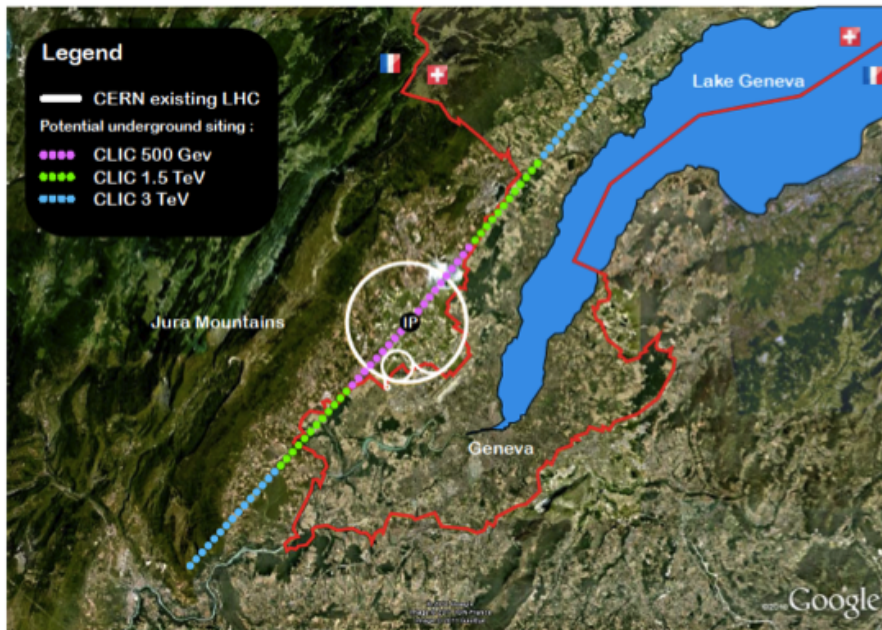 Legend
CERN existing LHC
Potential underground siting :
CLIC 500 Gev
CLIC 1.5 TeV
CLIC 3 TeV
Lake Geneva
Jura Mountains
IP
Geneva
Google